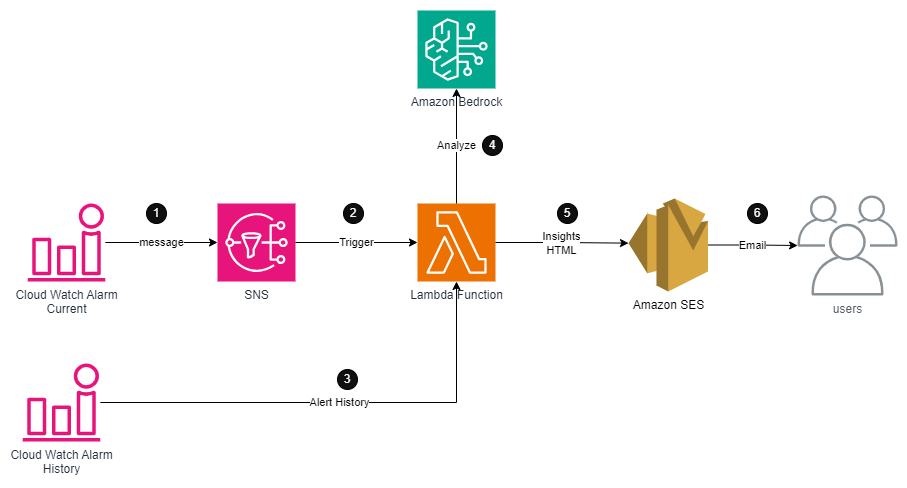 Amazon Bedrock
Analyze
4
1
2
5
6
message
Trigger
Insights
HTML
Email
Cloud Watch Alarm
Current
SNS
Lambda Function
Amazon SES
users
3
Alert History
Cloud Watch Alarm
History